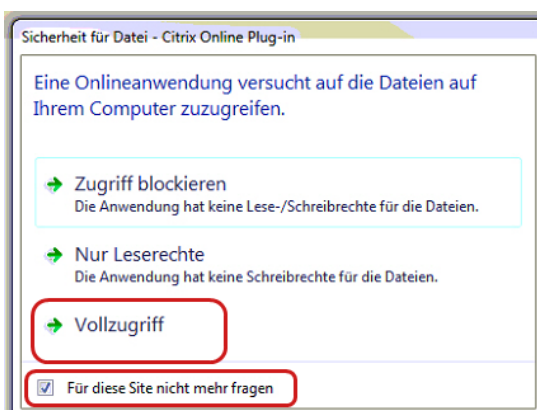 Sicherheit für Datei - Citrix Online Plug-in
Eine Onlineanwendung versucht auf die Dateien auf
Ihrem Computer zuzugreifen.
Zugriff blockieren
Die Anwendung hat keine Lese-/Schreibrechte für die Dateien.
Nur Leserechte
Die Anwendung hat keine Schreibrechte für die Dateien.
Vollzugriff
Für diese Site nicht mehr fragen